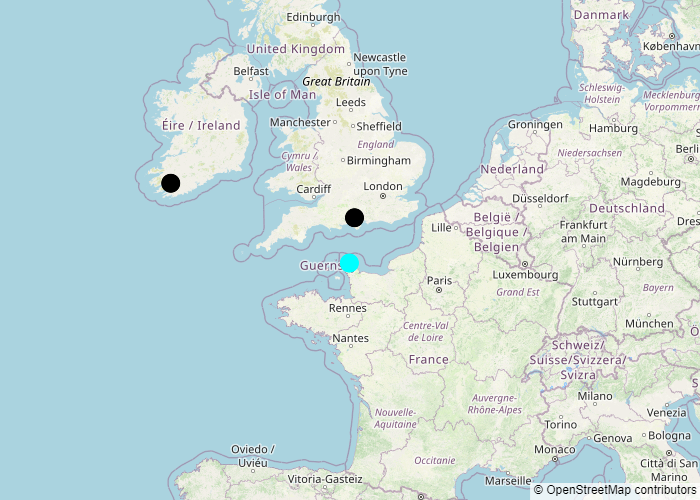 Edinburgh
Danmark
København
United Kingdom
Newcastle
upon Tyne
Belfast
Great Britain
Isle of Man
Schleswig-
Holstein
Mecklenburg-
Vorpommern
Leeds
Manchester
Sheffield
Éire / Ireland
Groningen
Hamburg
England
Birmingham
Cymru /
Wales
Nederland
Niedersachsen
Berli
Cardiff
London
Magdeburg
Düsseldorf
Deutschland
België /
Belgique /
Belgien
Lille
Frankfurt
am Main
Dres
Guerns
Luxembourg
Nürnberg
Paris
Grand Est
Bayern
Stuttgart
Rennes
München
Centre-Val
de Loire
Nantes
Schweiz/
Suisse/Svizzera/
Svizra
France
Ö
S
Auvergne-
Rhône-Alpes
Milano
Nouvelle-
Aquitaine
Venezia
Torino
Genova
Bologna
Oviedo /
Uviéu
Monaco
Occitanie
Città di San
Marino
Vitoria-Gasteiz
Marseille
© OpenStreetMap contributors